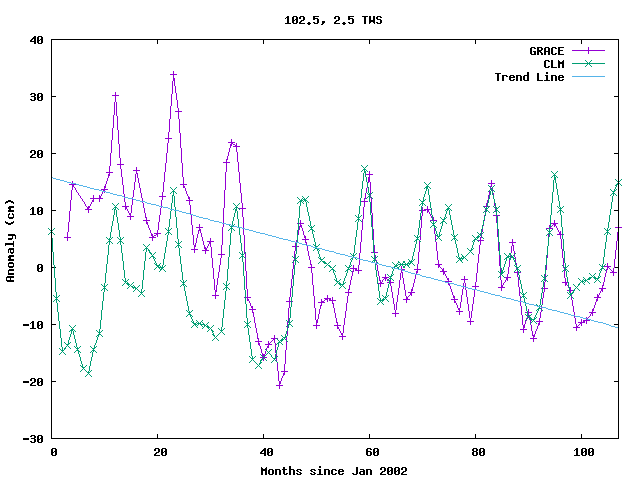 102.5, 2.5 TWS
GRACE
CLM
Trend Line
40
30
20
10
0
-10
-20
-30
Anomaly (cm)
0 20 40 60 80 100
Months since Jan 2002